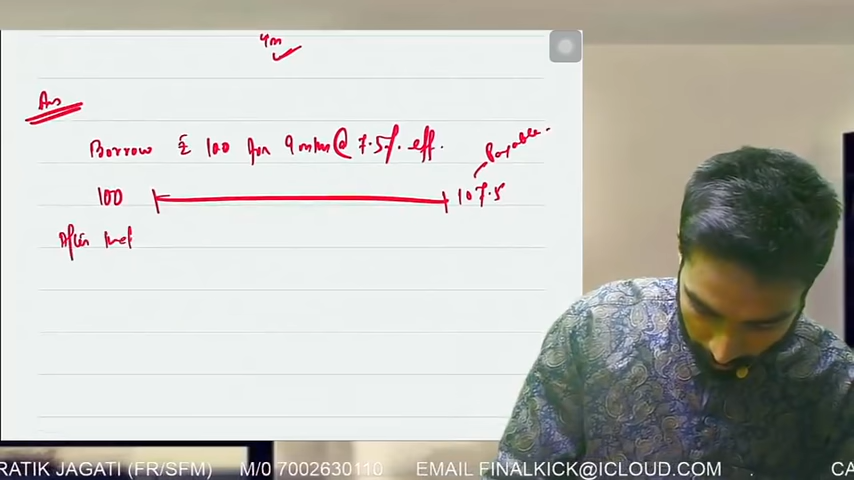 4m
Ans
Borrow £ 100 for 9 mths @ 7.5% eff.
Payable.
100 107.5
After
RATIK JAGATI (FR/SFM) M/0 7002630110 EMAIL FINALKICK@ICLOUD.COM CA